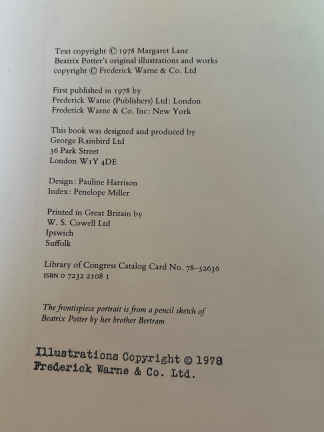 Text copyright © 1978 Margaret Lane
Beatrix Potter's original illustrations and works
copyright © Frederick Warne & Co. Ltd
First published in 1978 by
Frederick Warne (Publishers) Ltd: London
Frederick Warne & Co. Inc: New York
This book was designed and produced by
George Rainbird Ltd
36 Park Street
London W1Y 4DE
Design: Pauline Harrison
Index: Penelope Miller
Printed in Great Britain by
W. S. Cowell Ltd
Ipswich
Suffolk
Library of Congress Catalog Card No. 78-52636
ISBN 0 7232 2108 1
The frontispiece portrait is from a pencil sketch of
Beatrix Potter by her brother Bertram
Illustrations Copyright © 1978
Frederick Warne & Co. Ltd.